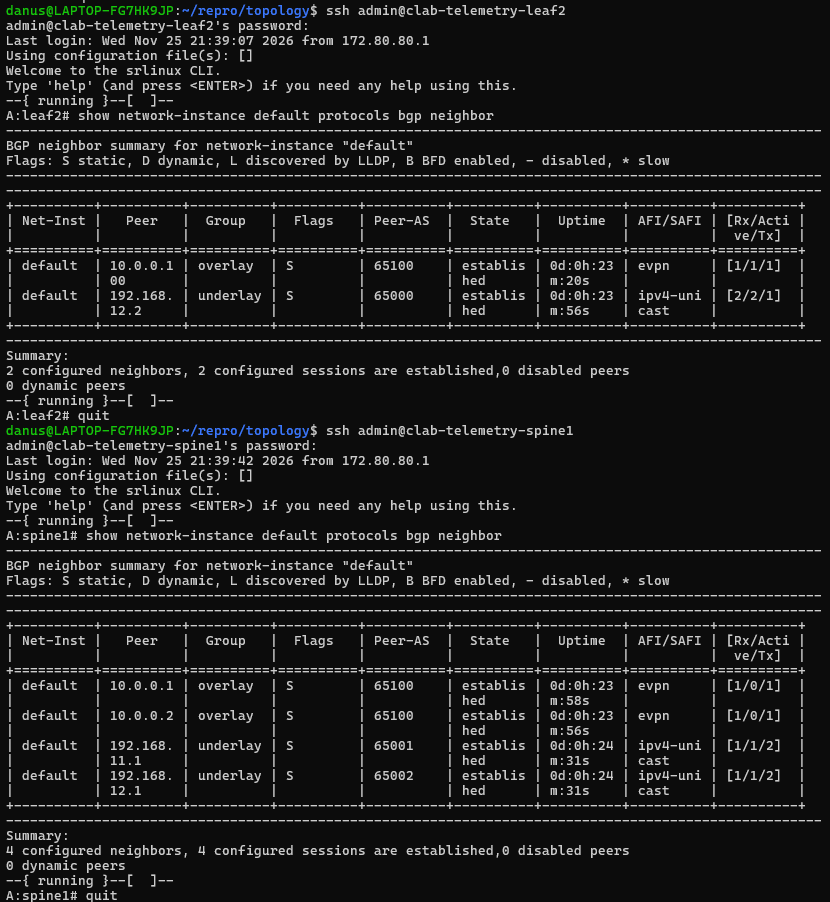 danus@LAPTOP-FG7HK9JP:~/repro/topology$ ssh admin@clab-telemetry-leaf2
admin@clab-telemetry-leaf2's password:
Last login: Wed Nov 25 21:39:07 2026 from 172.80.80.1
Using configuration file(s): []
Welcome to the srlinux CLI.
Type 'help' (and press <ENTER>) if you need any help using this.
--{ running }--[  ]--
A:leaf2# show network-instance default protocols bgp neighbor
------------------------------------------------------------------------------------------------------
BGP neighbor summary for network-instance "default"
Flags: S static, D dynamic, L discovered by LLDP, B BFD enabled, - disabled, * slow
------------------------------------------------------------------------------------------------------
------------------------------------------------------------------------------------------------------
+----------+----------+----------+----------+----------+----------+----------+----------+----------+
| Net-Inst |   Peer   |  Group   |  Flags   | Peer-AS  |  State   |  Uptime  | AFI/SAFI | [Rx/Acti |
|          |          |          |          |          |          |          |          |  ve/Tx]  |
+==========+==========+==========+==========+==========+==========+==========+==========+==========+
| default  | 10.0.0.1 | overlay  | S        | 65100    | establis | 0d:0h:23 | evpn     | [1/1/1]  |
|          | 00       |          |          |          | hed      | m:20s    |          |          |
| default  | 192.168. | underlay | S        | 65000    | establis | 0d:0h:23 | ipv4-uni | [2/2/1]  |
|          | 12.2     |          |          |          | hed      | m:56s    | cast     |          |
+----------+----------+----------+----------+----------+----------+----------+----------+----------+
------------------------------------------------------------------------------------------------------
Summary:
2 configured neighbors, 2 configured sessions are established,0 disabled peers
0 dynamic peers
--{ running }--[  ]--
A:leaf2# quit
danus@LAPTOP-FG7HK9JP:~/repro/topology$ ssh admin@clab-telemetry-spine1
admin@clab-telemetry-spine1's password:
Last login: Wed Nov 25 21:39:42 2026 from 172.80.80.1
Using configuration file(s): []
Welcome to the srlinux CLI.
Type 'help' (and press <ENTER>) if you need any help using this.
--{ running }--[  ]--
A:spine1# show network-instance default protocols bgp neighbor
------------------------------------------------------------------------------------------------------
BGP neighbor summary for network-instance "default"
Flags: S static, D dynamic, L discovered by LLDP, B BFD enabled, - disabled, * slow
------------------------------------------------------------------------------------------------------
------------------------------------------------------------------------------------------------------
+----------+----------+----------+----------+----------+----------+----------+----------+----------+
| Net-Inst |   Peer   |  Group   |  Flags   | Peer-AS  |  State   |  Uptime  | AFI/SAFI | [Rx/Acti |
|          |          |          |          |          |          |          |          |  ve/Tx]  |
+==========+==========+==========+==========+==========+==========+==========+==========+==========+
| default  | 10.0.0.1 | overlay  | S        | 65100    | establis | 0d:0h:23 | evpn     | [1/0/1]  |
|          |          |          |          |          | hed      | m:58s    |          |          |
| default  | 10.0.0.2 | overlay  | S        | 65100    | establis | 0d:0h:23 | evpn     | [1/0/1]  |
|          |          |          |          |          | hed      | m:56s    |          |          |
| default  | 192.168. | underlay | S        | 65001    | establis | 0d:0h:24 | ipv4-uni | [1/1/2]  |
|          | 11.1     |          |          |          | hed      | m:31s    | cast     |          |
| default  | 192.168. | underlay | S        | 65002    | establis | 0d:0h:24 | ipv4-uni | [1/1/2]  |
|          | 12.1     |          |          |          | hed      | m:31s    | cast     |          |
+----------+----------+----------+----------+----------+----------+----------+----------+----------+
------------------------------------------------------------------------------------------------------
Summary:
4 configured neighbors, 4 configured sessions are established,0 disabled peers
0 dynamic peers
--{ running }--[  ]--
A:spine1# quit